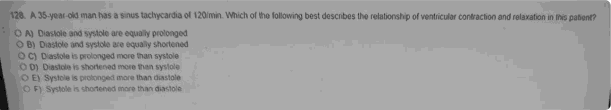 128. A 35-year-old man has a sinus tachycardia of 120/min. Which of the following best describes the relationship of ventricular contraction and relaxation in this patient?
A) Diastole and systole are equally prolonged
B) Diastole and systole are equally shortened
C) Diastole is prolonged more than systole
D) Diastole is shortened more than systole
E) Systole is prolonged more than diastole
F) Systole is shortened more than diastole